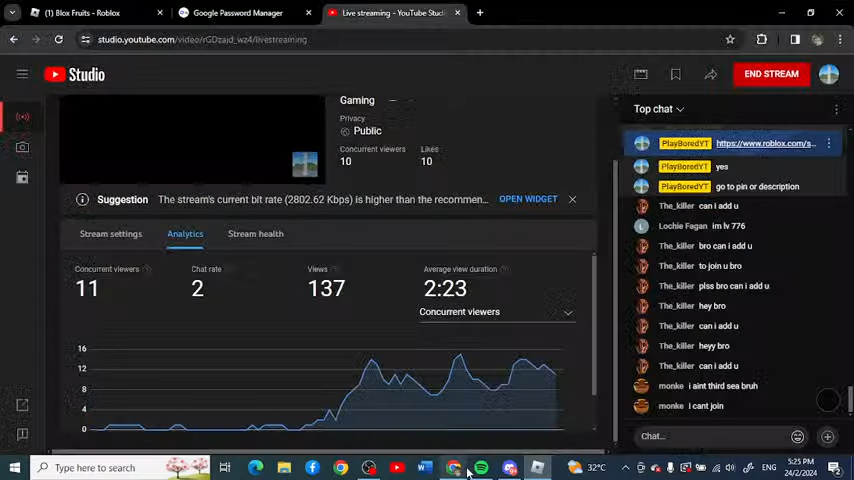 (1) Blox Fruits - Roblox
Google Password Manager
Live streaming - YouTube Stud
studio.youtube.com/video/rGDzajd_wz4/livestreaming
Studio
END STREAM
Gaming
Privacy
Public
Concurrent viewers
Likes
10
10
Suggestion
The stream's current bit rate (2802.62 Kbps) is higher than the recommen...
OPEN WIDGET
Stream settings
Analytics
Stream health
Concurrent viewers
Chat rate
Views
Average view duration
11
2
137
2:23
Concurrent viewers
16
12
8
4
0
Top chat
PlayBoredYT https://www.roblox.com/s...
PlayBoredYT yes
PlayBoredYT go to pin or description
The_killer can i add u
L
Lochie Fagan im lv 776
The_killer bro can i add u
The_killer to join u bro
The_killer plss bro can i add u
The_killer hey bro
The_killer can i add u
The_killer heyy bro
The_killer can i add u
monke i aint third sea bruh
monke i cant join
Chat...
Type here to search
32°C
ENG
5:25 PM
24/2/2024